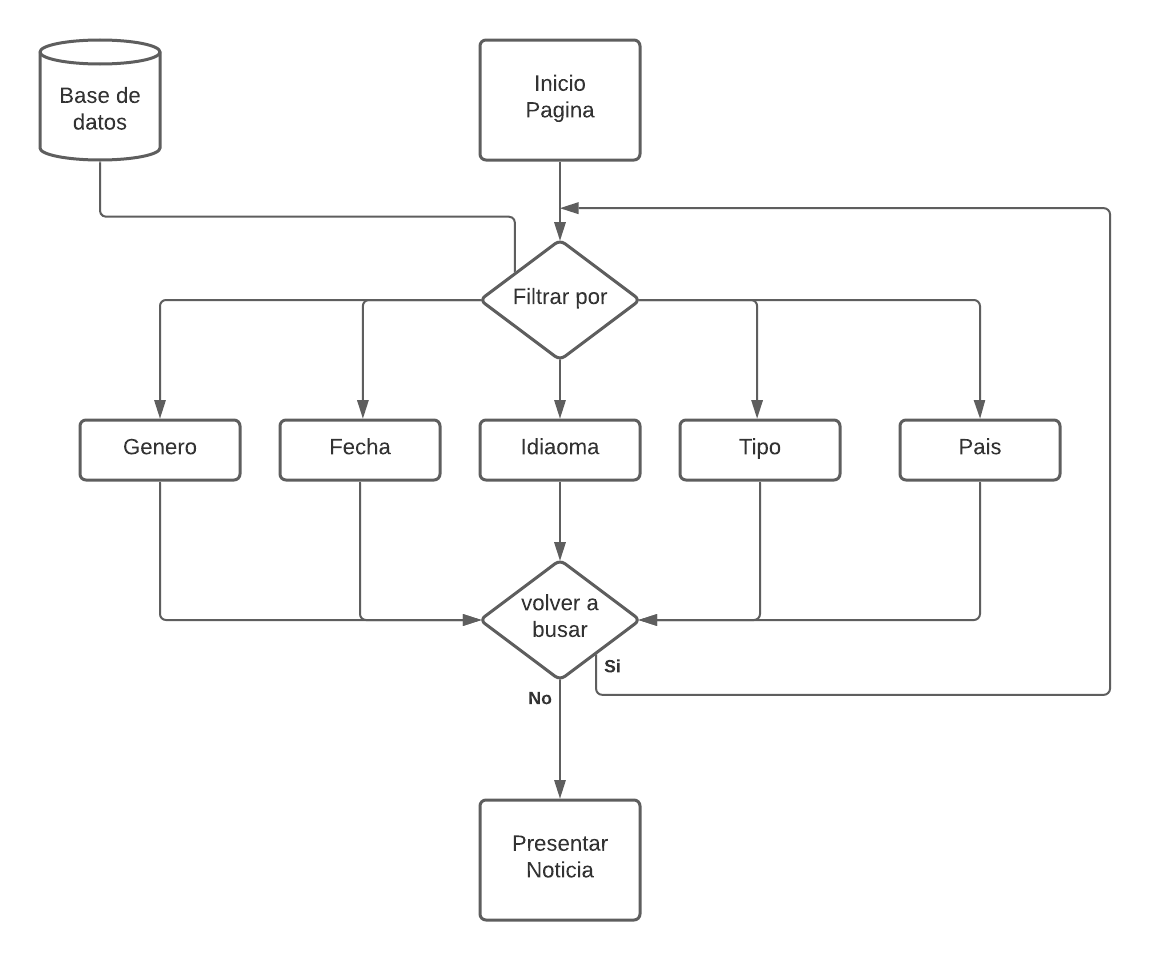 Base de
datos
Inicio
Pagina
Filtrar por
Genero
Fecha
Idiaoma
Tipo
Pais
volver a
busar
Si
No
Presentar
Noticia